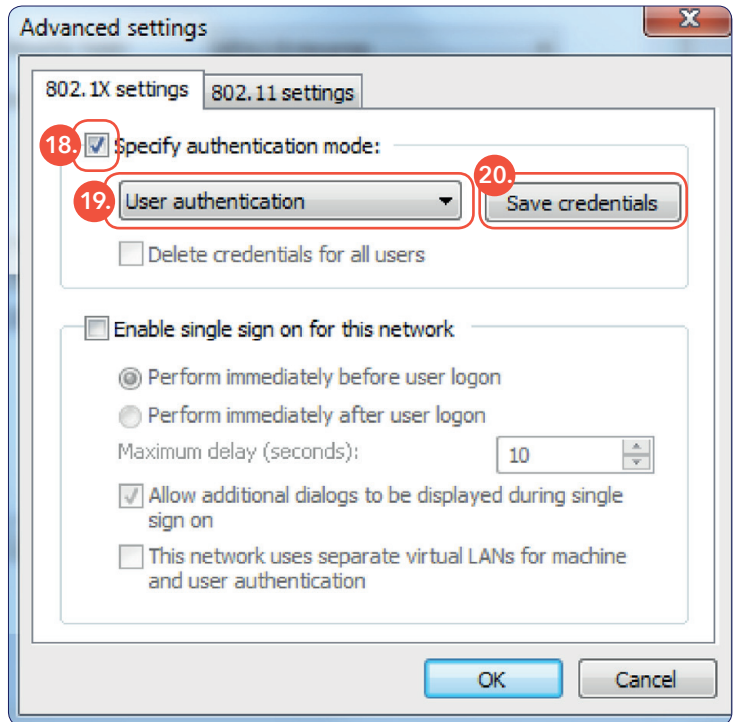 Advanced settings
802.1X settings
802.11 settings
18.
Specify authentication mode:
19.
User authentication
20.
Save credentials
Delete credentials for all users
Enable single sign on for this network
Perform immediately before user logon
Perform immediately after user logon
Maximum delay (seconds):
10
Allow additional dialogs to be displayed during single
sign on
This network uses separate virtual LANs for machine
and user authentication
OK
Cancel